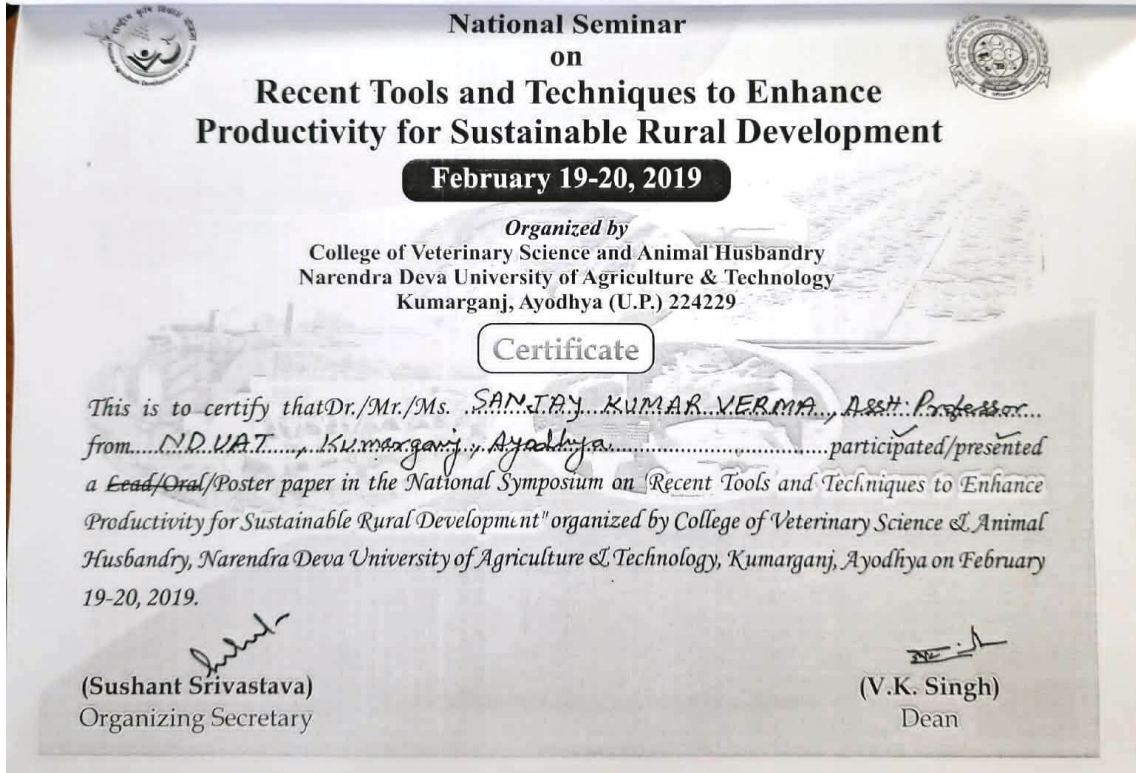 National Seminar
on
Recent Tools and Techniques to Enhance
Productivity for Sustainable Rural Development
February 19-20, 2019
Organized by
College of Veterinary Science and Animal Husbandry
Narendra Deva University of Agriculture & Technology
Kumarganj, Ayodhya (U.P.) 224229
Certificate
This is to certify thatDr./Mr./Ms. SANJAY KUMAR VERMA, Asstt. Professor
from NDUAT, Kumarganj, Ayodhya participated/presented
a Lead/Oral/Poster paper in the National Symposium on "Recent Tools and Techniques to Enhance
Productivity for Sustainable Rural Development" organized by College of Veterinary Science & Animal
Husbandry, Narendra Deva University of Agriculture & Technology, Kumarganj, Ayodhya on February
19-20, 2019.
(Sushant Srivastava)
Organizing Secretary
(V.K. Singh)
Dean